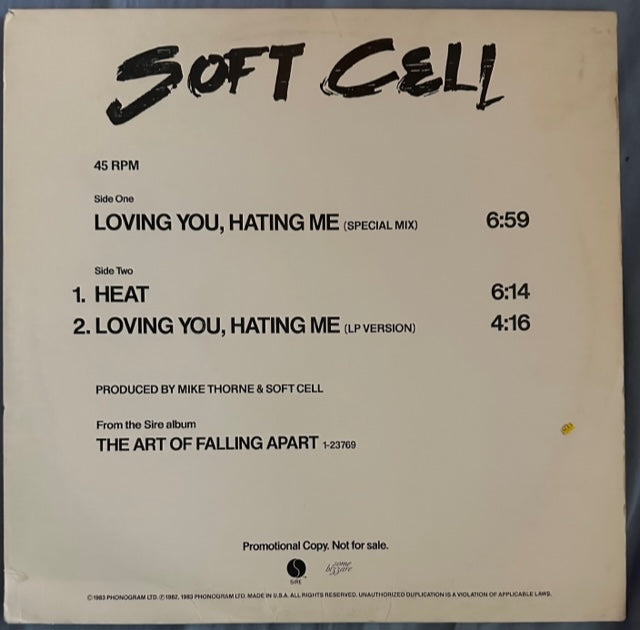 SOFT CELL
45 RPM
Side One
LOVING YOU, HATING ME (SPECIAL MIX) 6:59
Side Two
1. HEAT 6:14
2. LOVING YOU, HATING ME (LP VERSION) 4:16
PRODUCED BY MIKE THORNE & SOFT CELL
From the Sire album
THE ART OF FALLING APART 1-23769
Promotional Copy. Not for sale.
SIRE
some bizzare
© 1983 PHONOGRAM LTD. ℗ 1982, 1983 PHONOGRAM LTD. MADE IN U.S.A. ALL RIGHTS RESERVED. UNAUTHORIZED DUPLICATION IS A VIOLATION OF APPLICABLE LAWS.